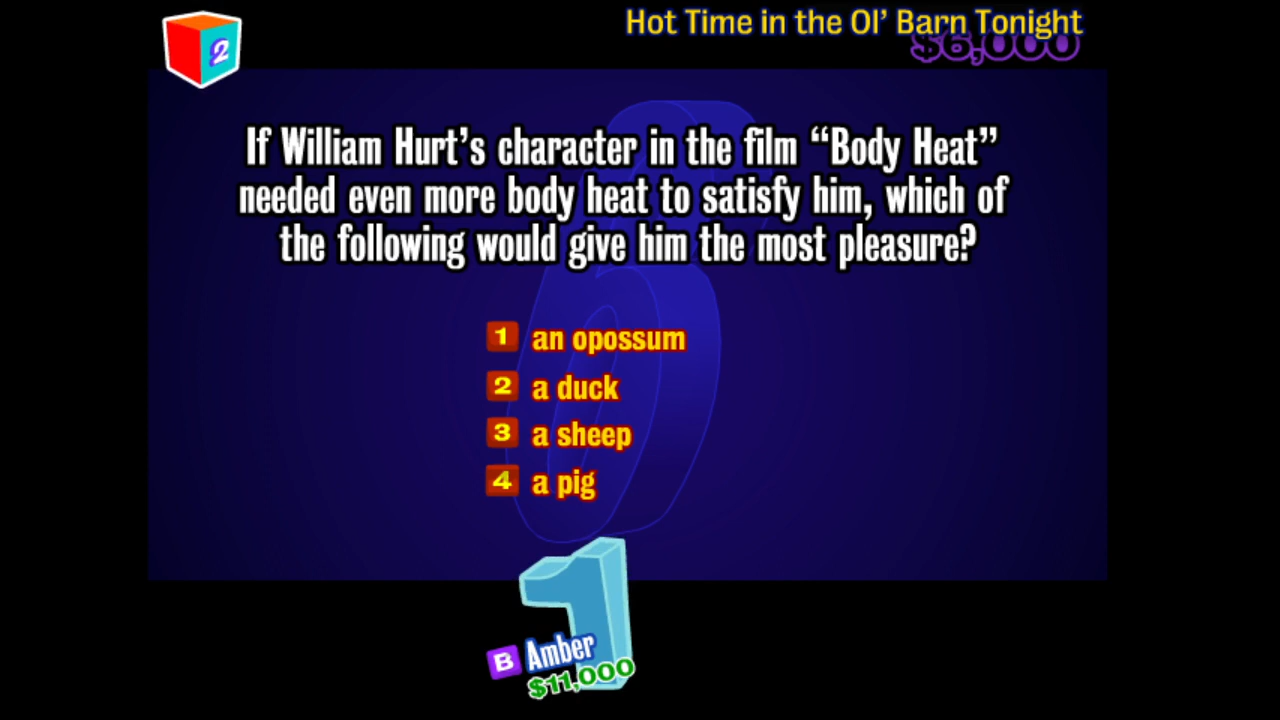 2
Hot Time in the Ol’ Barn Tonight
$6,000
If William Hurt’s character in the film “Body Heat”
needed even more body heat to satisfy him, which of
the following would give him the most pleasure?
1 an opossum
2 a duck
3 a sheep
4 a pig
1
B Amber
$11,000